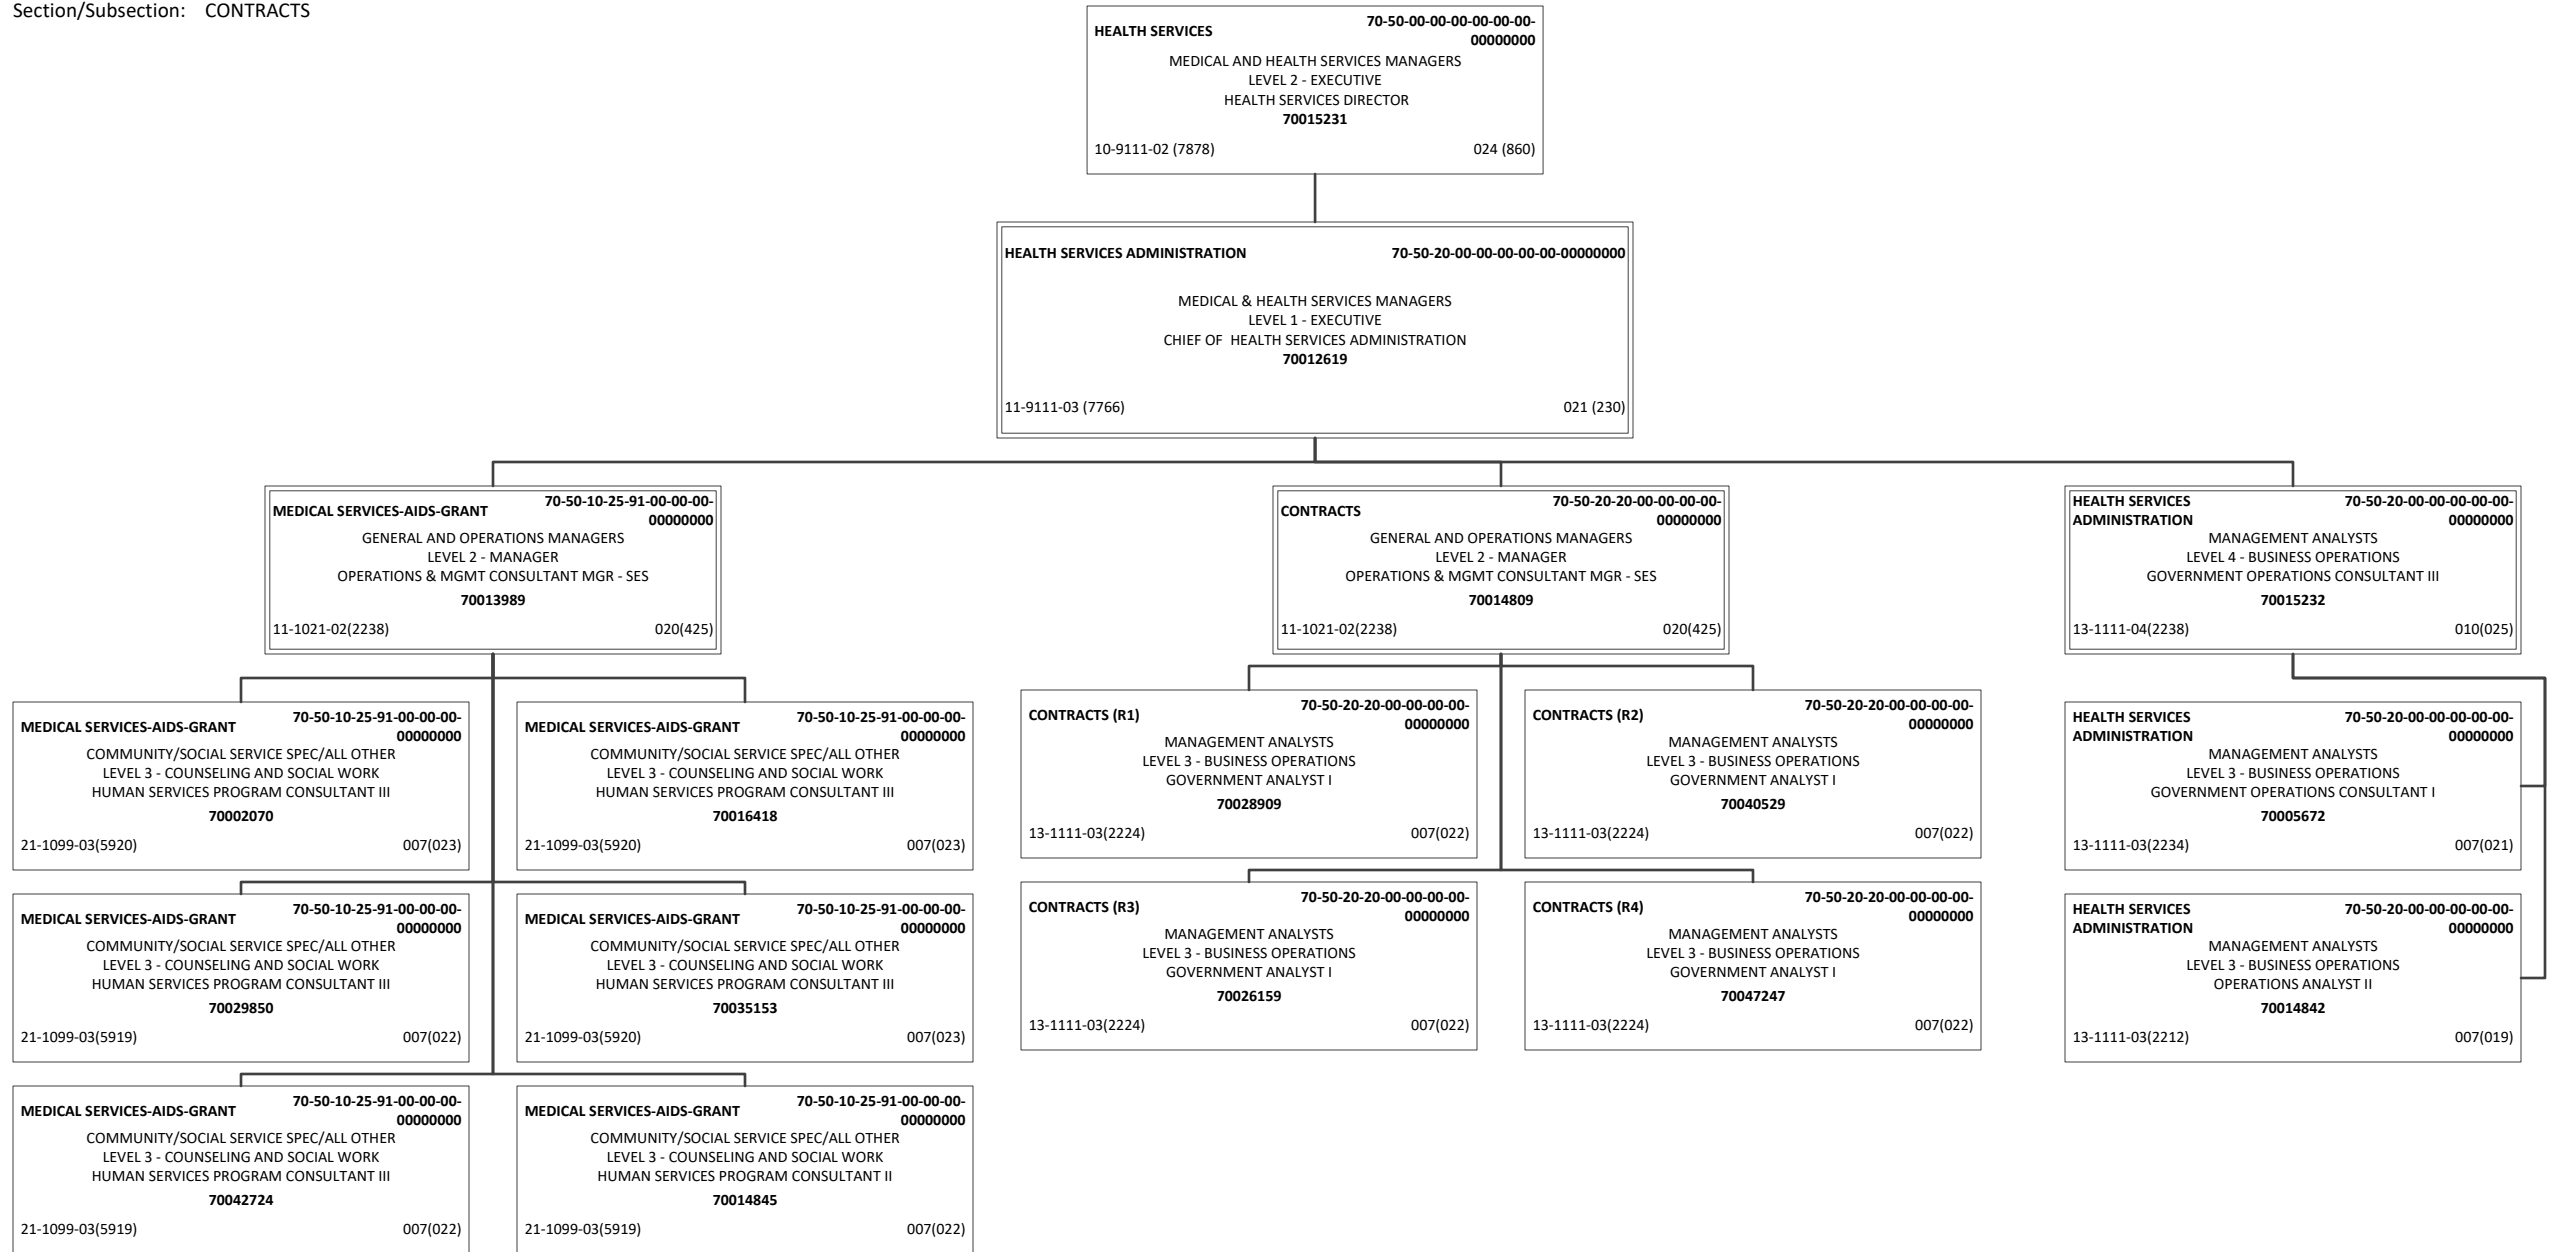 Section/Subsection: CONTRACTS
HEALTH SERVICES
70-50-00-00-00-00-00-00-
00000000
MEDICAL AND HEALTH SERVICES MANAGERS
LEVEL 2 - EXECUTIVE
HEALTH SERVICES DIRECTOR
70015231
10-9111-02 (7878)
024 (860)
HEALTH SERVICES ADMINISTRATION
70-50-20-00-00-00-00-00-00000000
MEDICAL & HEALTH SERVICES MANAGERS
LEVEL 1 - EXECUTIVE
CHIEF OF HEALTH SERVICES ADMINISTRATION
70012619
11-9111-03 (7766)
021 (230)
MEDICAL SERVICES-AIDS-GRANT
70-50-10-25-91-00-00-00-
00000000
GENERAL AND OPERATIONS MANAGERS
LEVEL 2 - MANAGER
OPERATIONS & MGMT CONSULTANT MGR - SES
70013989
11-1021-02(2238)
020(425)
CONTRACTS
70-50-20-20-00-00-00-00-
00000000
GENERAL AND OPERATIONS MANAGERS
LEVEL 2 - MANAGER
OPERATIONS & MGMT CONSULTANT MGR - SES
70014809
11-1021-02(2238)
020(425)
HEALTH SERVICES
ADMINISTRATION
70-50-20-00-00-00-00-00-
00000000
MANAGEMENT ANALYSTS
LEVEL 4 - BUSINESS OPERATIONS
GOVERNMENT OPERATIONS CONSULTANT III
70015232
13-1111-04(2238)
010(025)
MEDICAL SERVICES-AIDS-GRANT
70-50-10-25-91-00-00-00-
00000000
COMMUNITY/SOCIAL SERVICE SPEC/ALL OTHER
LEVEL 3 - COUNSELING AND SOCIAL WORK
HUMAN SERVICES PROGRAM CONSULTANT III
70002070
21-1099-03(5920)
007(023)
MEDICAL SERVICES-AIDS-GRANT
70-50-10-25-91-00-00-00-
00000000
COMMUNITY/SOCIAL SERVICE SPEC/ALL OTHER
LEVEL 3 - COUNSELING AND SOCIAL WORK
HUMAN SERVICES PROGRAM CONSULTANT III
70016418
21-1099-03(5920)
007(023)
CONTRACTS (R1)
70-50-20-20-00-00-00-00-
00000000
MANAGEMENT ANALYSTS
LEVEL 3 - BUSINESS OPERATIONS
GOVERNMENT ANALYST I
70028909
13-1111-03(2224)
007(022)
CONTRACTS (R2)
70-50-20-20-00-00-00-00-
00000000
MANAGEMENT ANALYSTS
LEVEL 3 - BUSINESS OPERATIONS
GOVERNMENT ANALYST I
70040529
13-1111-03(2224)
007(022)
HEALTH SERVICES
ADMINISTRATION
70-50-20-00-00-00-00-00-
00000000
MANAGEMENT ANALYSTS
LEVEL 3 - BUSINESS OPERATIONS
GOVERNMENT OPERATIONS CONSULTANT I
70005672
13-1111-03(2234)
007(021)
MEDICAL SERVICES-AIDS-GRANT
70-50-10-25-91-00-00-00-
00000000
COMMUNITY/SOCIAL SERVICE SPEC/ALL OTHER
LEVEL 3 - COUNSELING AND SOCIAL WORK
HUMAN SERVICES PROGRAM CONSULTANT III
70029850
21-1099-03(5919)
007(022)
MEDICAL SERVICES-AIDS-GRANT
70-50-10-25-91-00-00-00-
00000000
COMMUNITY/SOCIAL SERVICE SPEC/ALL OTHER
LEVEL 3 - COUNSELING AND SOCIAL WORK
HUMAN SERVICES PROGRAM CONSULTANT III
70035153
21-1099-03(5920)
007(023)
CONTRACTS (R3)
70-50-20-20-00-00-00-00-
00000000
MANAGEMENT ANALYSTS
LEVEL 3 - BUSINESS OPERATIONS
GOVERNMENT ANALYST I
70026159
13-1111-03(2224)
007(022)
CONTRACTS (R4)
70-50-20-20-00-00-00-00-
00000000
MANAGEMENT ANALYSTS
LEVEL 3 - BUSINESS OPERATIONS
GOVERNMENT ANALYST I
70047247
13-1111-03(2224)
007(022)
HEALTH SERVICES
ADMINISTRATION
70-50-20-00-00-00-00-00-
00000000
MANAGEMENT ANALYSTS
LEVEL 3 - BUSINESS OPERATIONS
OPERATIONS ANALYST II
70014842
13-1111-03(2212)
007(019)
MEDICAL SERVICES-AIDS-GRANT
70-50-10-25-91-00-00-00-
00000000
COMMUNITY/SOCIAL SERVICE SPEC/ALL OTHER
LEVEL 3 - COUNSELING AND SOCIAL WORK
HUMAN SERVICES PROGRAM CONSULTANT III
70042724
21-1099-03(5919)
007(022)
MEDICAL SERVICES-AIDS-GRANT
70-50-10-25-91-00-00-00-
00000000
COMMUNITY/SOCIAL SERVICE SPEC/ALL OTHER
LEVEL 3 - COUNSELING AND SOCIAL WORK
HUMAN SERVICES PROGRAM CONSULTANT II
70014845
21-1099-03(5919)
007(022)